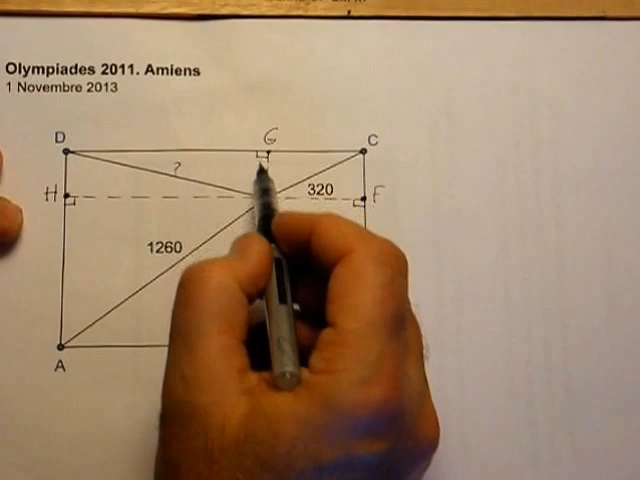 Olympiades 2011. Amiens
1 Novembre 2013
D G C
?
H 320 F
1260
A